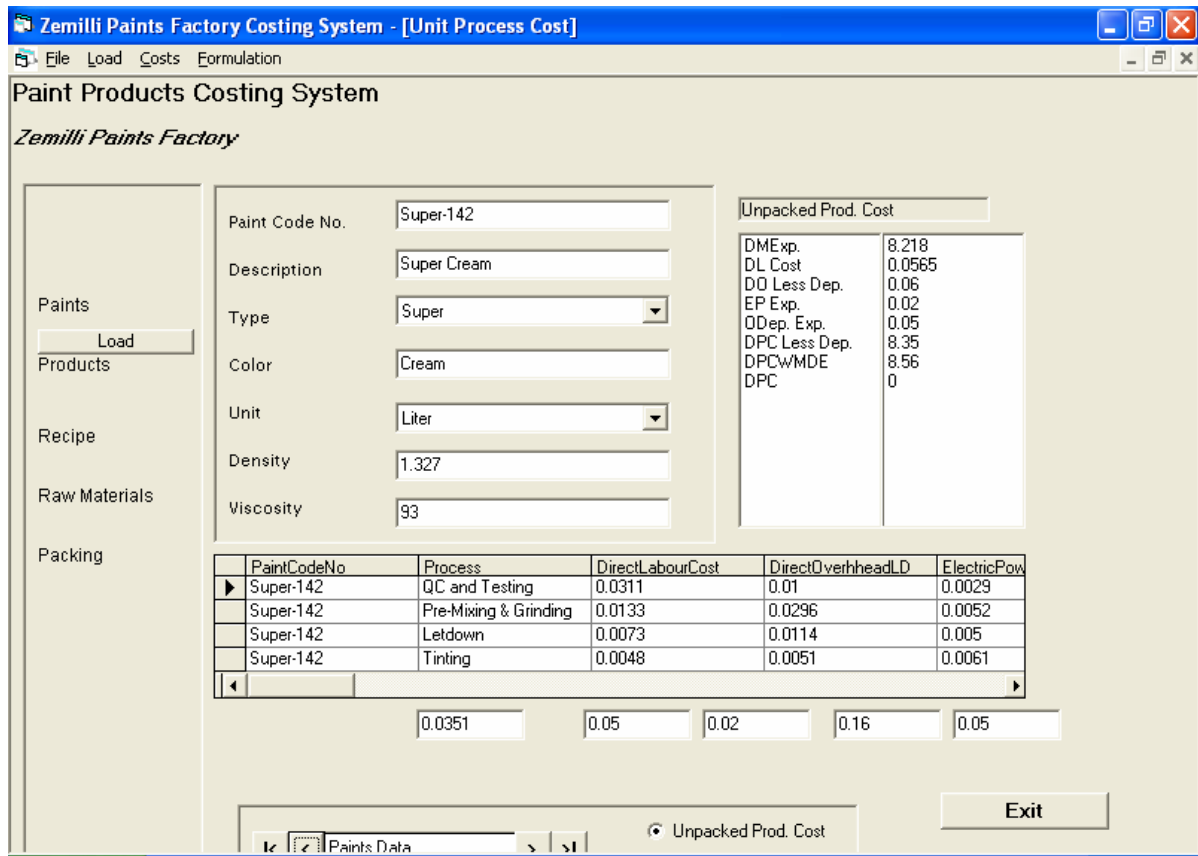 Zemilli Paints Factory Costing System - [Unit Process Cost]
File Load Costs Formulation
Paint Products Costing System
Zemilli Paints Factory
Paints
Load
Products
Recipe
Raw Materials
Packing
Paint Code No. Super-142
Description Super Cream
Type Super
Color Cream
Unit Liter
Density 1.327
Viscosity 93
Unpacked Prod. Cost
DMExp. 8.218
DL Cost 0.0565
DO Less Dep. 0.06
EP Exp. 0.02
ODep. Exp. 0.05
DPC Less Dep. 8.35
DPCWMDE 8.56
DPC 0
PaintCodeNo Process DirectLabourCost DirectOverhheadLD ElectricPow
Super-142 QC and Testing 0.0311 0.01 0.0029
Super-142 Pre-Mixing & Grinding 0.0133 0.0296 0.0052
Super-142 Letdown 0.0073 0.0114 0.005
Super-142 Tinting 0.0048 0.0051 0.0061
0.0351 0.05 0.02 0.16 0.05
Exit
Paints Data
Unpacked Prod. Cost